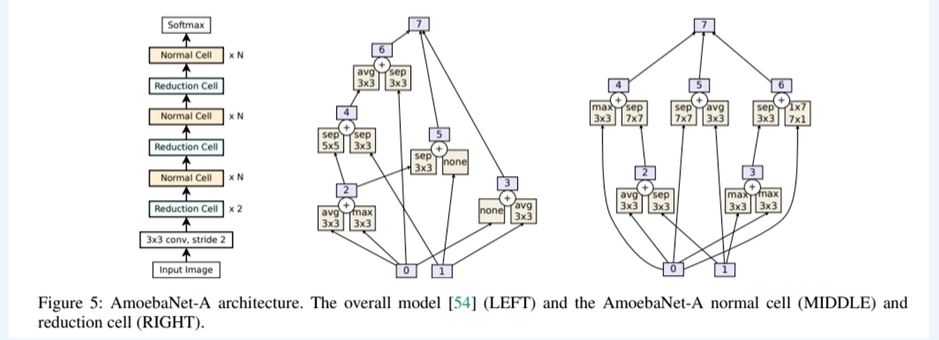 Softmax
Normal Cell x N
Reduction Cell
Normal Cell x N
Reduction Cell
Normal Cell x N
Reduction Cell x 2
3x3 conv, stride 2
Input Image
7
6
+
avg 3x3 sep 3x3
4
+
sep 5x5 sep 3x3
5
+
sep 3x3 none
2
+
avg 3x3 max 3x3
3
+
none avg 3x3
0 1
7
4 5 6
+ + +
max 3x3 sep 7x7 sep 7x7 avg 3x3 sep 3x3 1x7 7x1
2 3
+ +
avg 3x3 sep 3x3 max 3x3 max 3x3
0 1
Figure 5: AmoebaNet-A architecture. The overall model [54] (LEFT) and the AmoebaNet-A normal cell (MIDDLE) and
reduction cell (RIGHT).